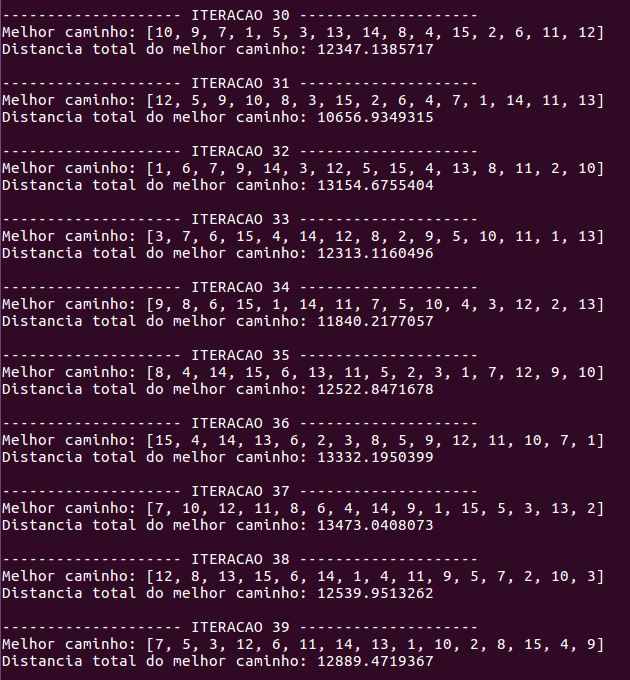 -------------------- ITERACAO 30 --------------------
Melhor caminho: [10, 9, 7, 1, 5, 3, 13, 14, 8, 4, 15, 2, 6, 11, 12]
Distancia total do melhor caminho: 12347.1385717
-------------------- ITERACAO 31 --------------------
Melhor caminho: [12, 5, 9, 10, 8, 3, 15, 2, 6, 4, 7, 1, 14, 11, 13]
Distancia total do melhor caminho: 10656.9349315
-------------------- ITERACAO 32 --------------------
Melhor caminho: [1, 6, 7, 9, 14, 3, 12, 5, 15, 4, 13, 8, 11, 2, 10]
Distancia total do melhor caminho: 13154.6755404
-------------------- ITERACAO 33 --------------------
Melhor caminho: [3, 7, 6, 15, 4, 14, 12, 8, 2, 9, 5, 10, 11, 1, 13]
Distancia total do melhor caminho: 12313.1160496
-------------------- ITERACAO 34 --------------------
Melhor caminho: [9, 8, 6, 15, 1, 14, 11, 7, 5, 10, 4, 3, 12, 2, 13]
Distancia total do melhor caminho: 11840.2177057
-------------------- ITERACAO 35 --------------------
Melhor caminho: [8, 4, 14, 15, 6, 13, 11, 5, 2, 3, 1, 7, 12, 9, 10]
Distancia total do melhor caminho: 12522.8471678
-------------------- ITERACAO 36 --------------------
Melhor caminho: [15, 4, 14, 13, 6, 2, 3, 8, 5, 9, 12, 11, 10, 7, 1]
Distancia total do melhor caminho: 13332.1950399
-------------------- ITERACAO 37 --------------------
Melhor caminho: [7, 10, 12, 11, 8, 6, 4, 14, 9, 1, 15, 5, 3, 13, 2]
Distancia total do melhor caminho: 13473.0408073
-------------------- ITERACAO 38 --------------------
Melhor caminho: [12, 8, 13, 15, 6, 14, 1, 4, 11, 9, 5, 7, 2, 10, 3]
Distancia total do melhor caminho: 12539.9513262
-------------------- ITERACAO 39 --------------------
Melhor caminho: [7, 5, 3, 12, 6, 11, 14, 13, 1, 10, 2, 8, 15, 4, 9]
Distancia total do melhor caminho: 12889.4719367